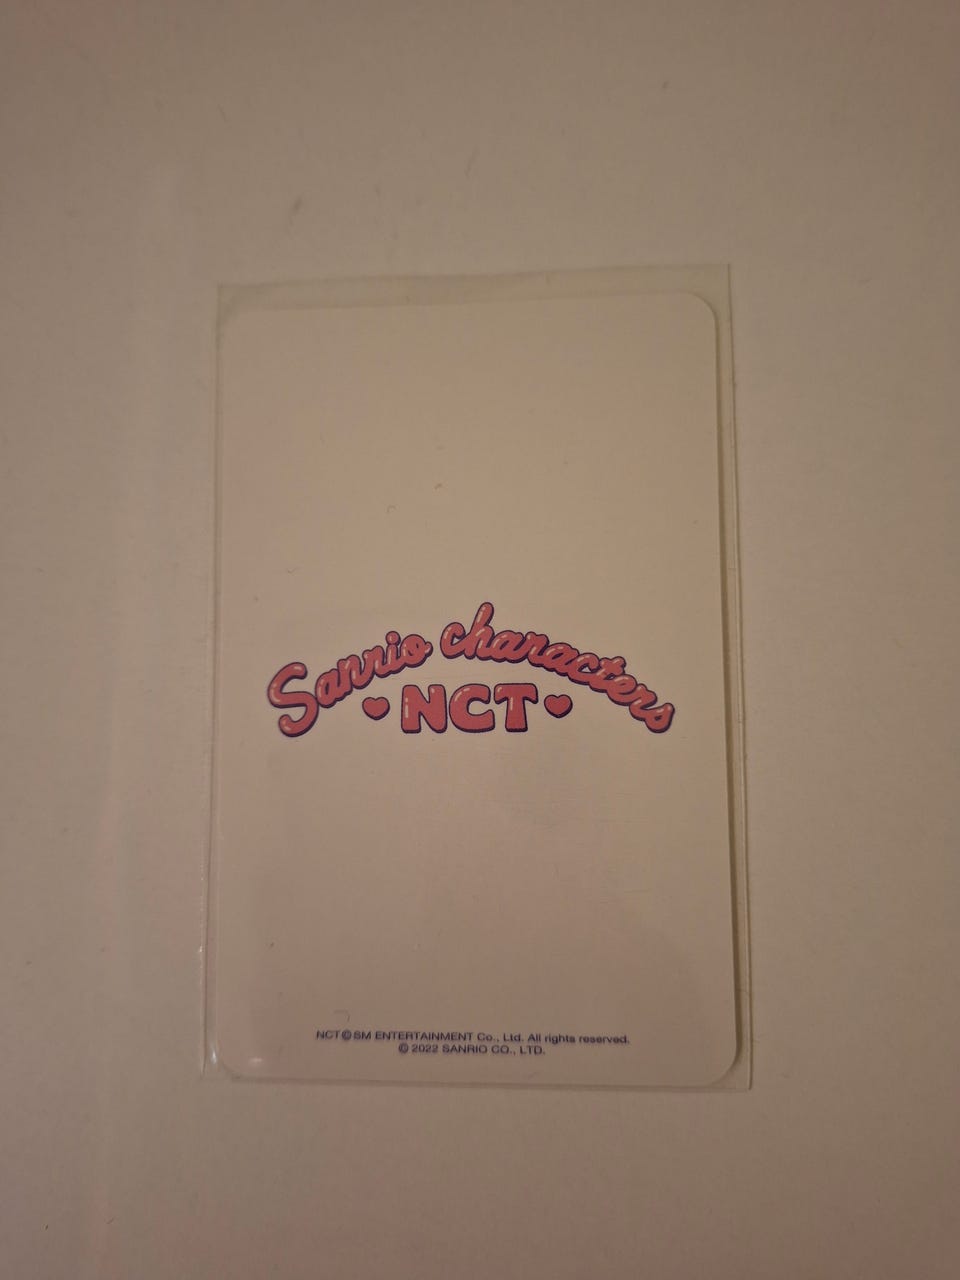 Sanrio characters
NCT
NCT©SM ENTERTAINMENT Co., Ltd. All rights reserved.
© 2022 SANRIO CO., LTD.